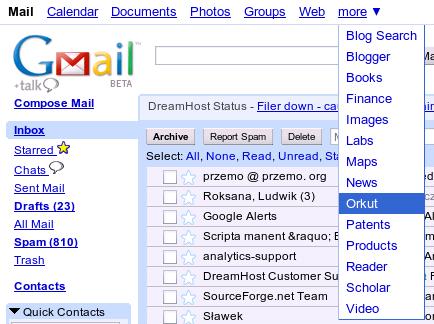 Mail Calendar Documents Photos Groups Web more ▼
Blog Search
Blogger
Books
Finance
Images
Labs
Maps
News
Orkut
Patents
Products
Reader
Scholar
Video
Gmail
+talk BETA
Compose Mail
Inbox
Starred
Chats
Sent Mail
Drafts (23)
All Mail
Spam (810)
Trash
Contacts
Quick Contacts
DreamHost Status - Filer down -
Archive Report Spam Delete
Select: All, None, Read, Unread,
przemo @ przemo. org
Roksana, Ludwik (3)
Google Alerts
Scripta manent &raquo;
analytics-support
DreamHost Customer
SourceForge.net Team
Sławek